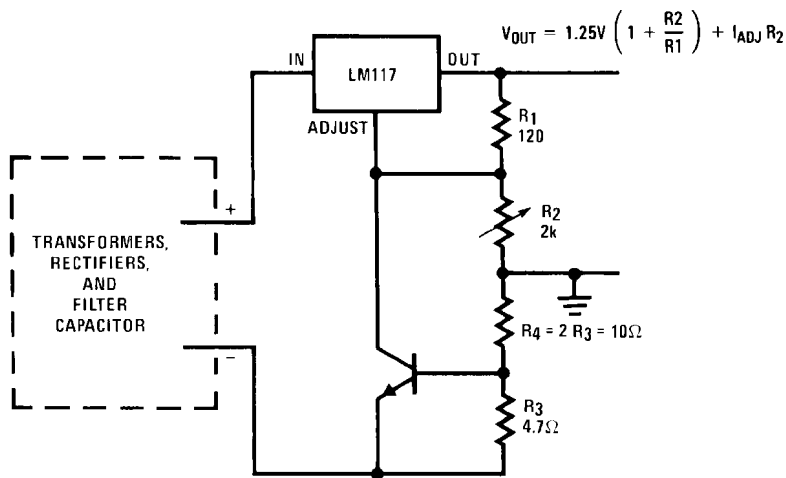 V_OUT = 1.25V (1 + R2/R1) + I_ADJ R2
IN
LM117
OUT
ADJUST
R1
120
+
TRANSFORMERS,
RECTIFIERS,
AND
FILTER
CAPACITOR
R2
2k
R4 = 2 R3 = 10Ω
−
R3
4.7Ω